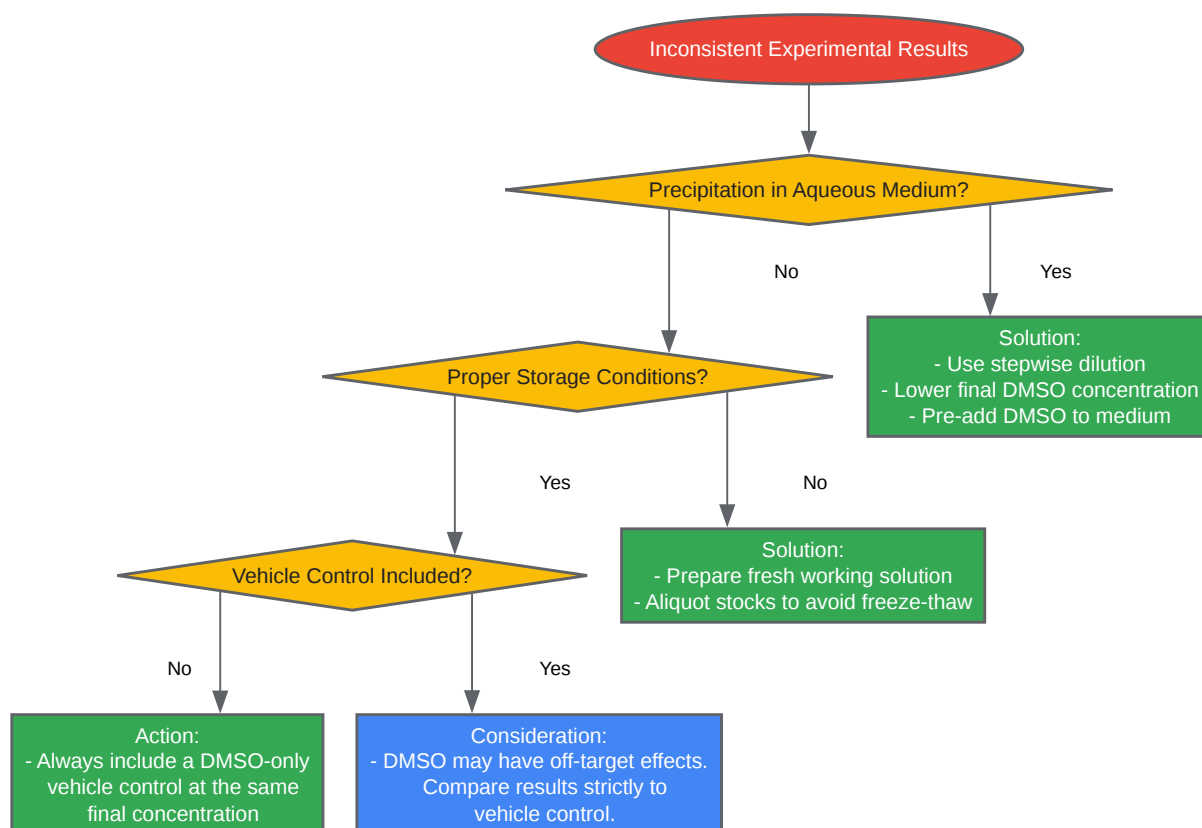 Inconsistent Experimental Results
Precipitation in Aqueous Medium?
No
Yes
Solution:
- Use stepwise dilution
- Lower final DMSO concentration
- Pre-add DMSO to medium
Proper Storage Conditions?
Yes
No
Solution:
- Prepare fresh working solution
- Aliquot stocks to avoid freeze-thaw
Vehicle Control Included?
No
Yes
Action:
- Always include a DMSO-only
vehicle control at the same
final concentration
Consideration:
- DMSO may have off-target effects.
Compare results strictly to
vehicle control.